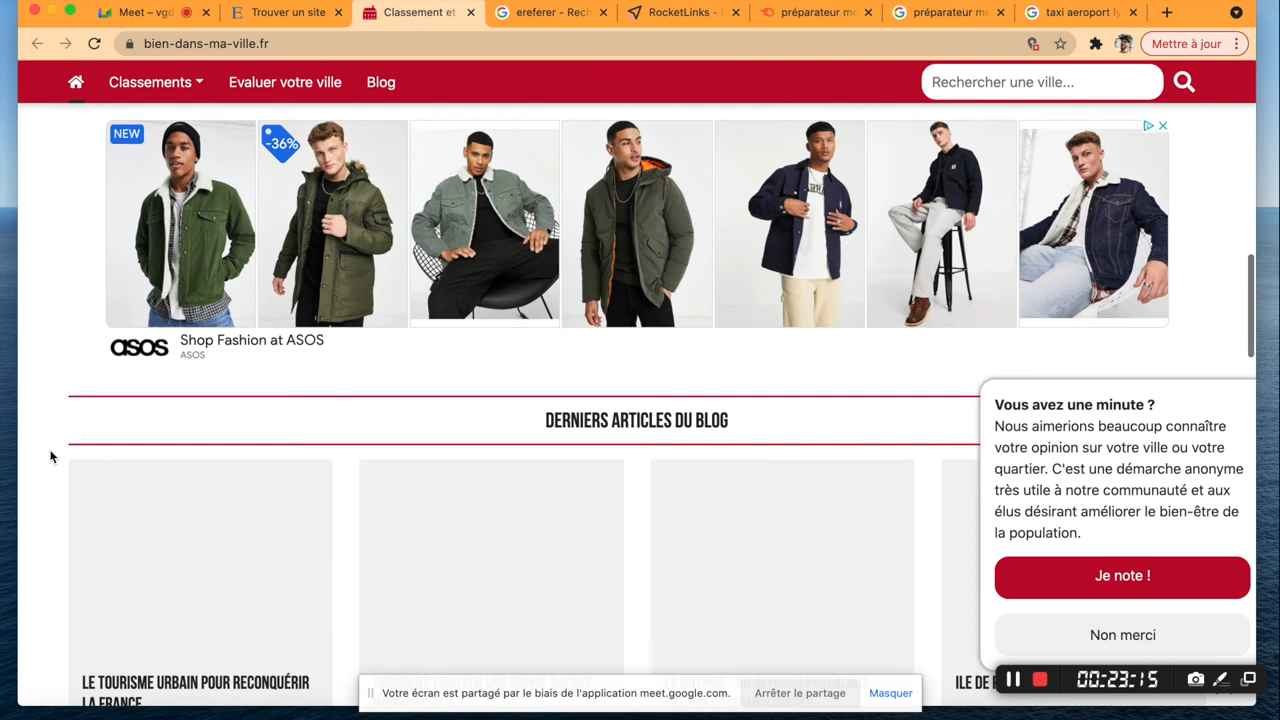 Meet – vgd
Trouver un site
Classement et
ereferer - Rech
RocketLinks -
préparateur me
préparateur me
taxi aeroport ly
bien-dans-ma-ville.fr
Mettre à jour
Classements
Evaluer votre ville
Blog
Rechercher une ville...
NEW
-36%
asos
Shop Fashion at ASOS
ASOS
DERNIERS ARTICLES DU BLOG
Vous avez une minute ?
Nous aimerions beaucoup connaître
votre opinion sur votre ville ou votre
quartier. C'est une démarche anonyme
très utile à notre communauté et aux
élus désirant améliorer le bien-être de
la population.
Je note !
Non merci
LE TOURISME URBAIN POUR RECONQUÉRIR
LA FRANCE
ILE DE
Votre écran est partagé par le biais de l'application meet.google.com.
Arrêter le partage
Masquer
00:23:15